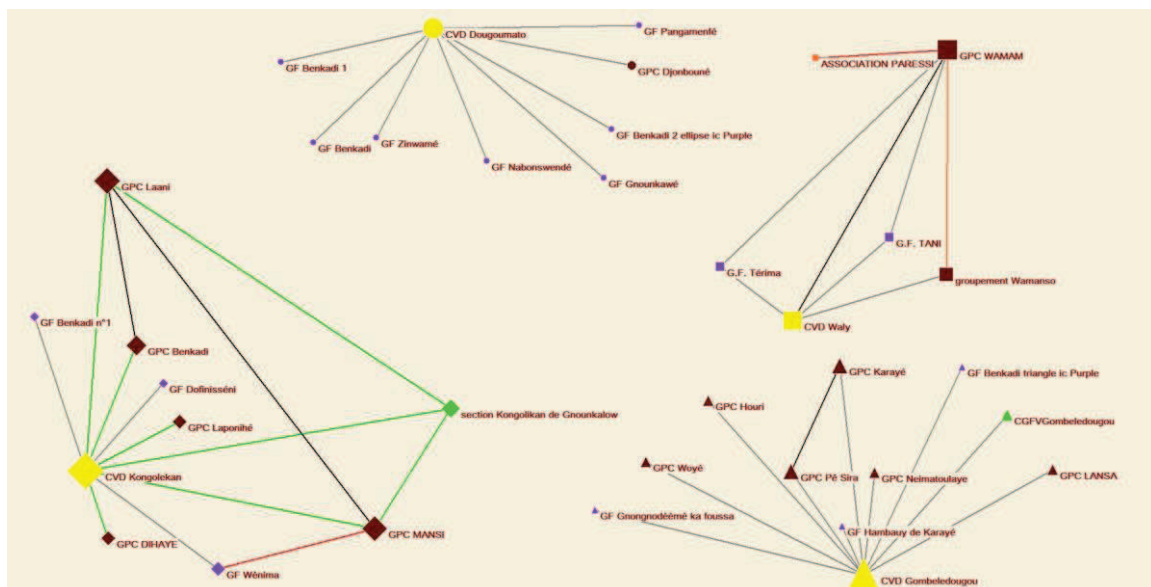 CVD Dougoumato
GF Pangamenfé
GF Benkadi 1
GPC Djonbouné
GF Benkadi 2 ellipse ic Purple
GF Benkadi
GF Zinwamé
GF Nabonswendé
GF Gnounkawé
ASSOCIATION PARESSI
GPC WAMAM
G.F. TANI
G.F. Térima
groupement Wamanso
CVD Waly
GPC Laani
GF Benkadi n°1
GPC Benkadi
GF Dofinisséni
GPC Laponihé
section Kongolikan de Gnounkalow
CVD Kongolekan
GPC DIHAYE
GPC MANSI
GF Wênima
GPC Karayé
GF Benkadi triangle ic Purple
GPC Houri
CGFVGombeledougou
GPC Woyé
GPC Pê Sira
GPC Neimatoulaye
GPC LANSA
GF Gnongnodèèmè ka foussa
GF Hambauy de Karayé
CVD Gombeledougou